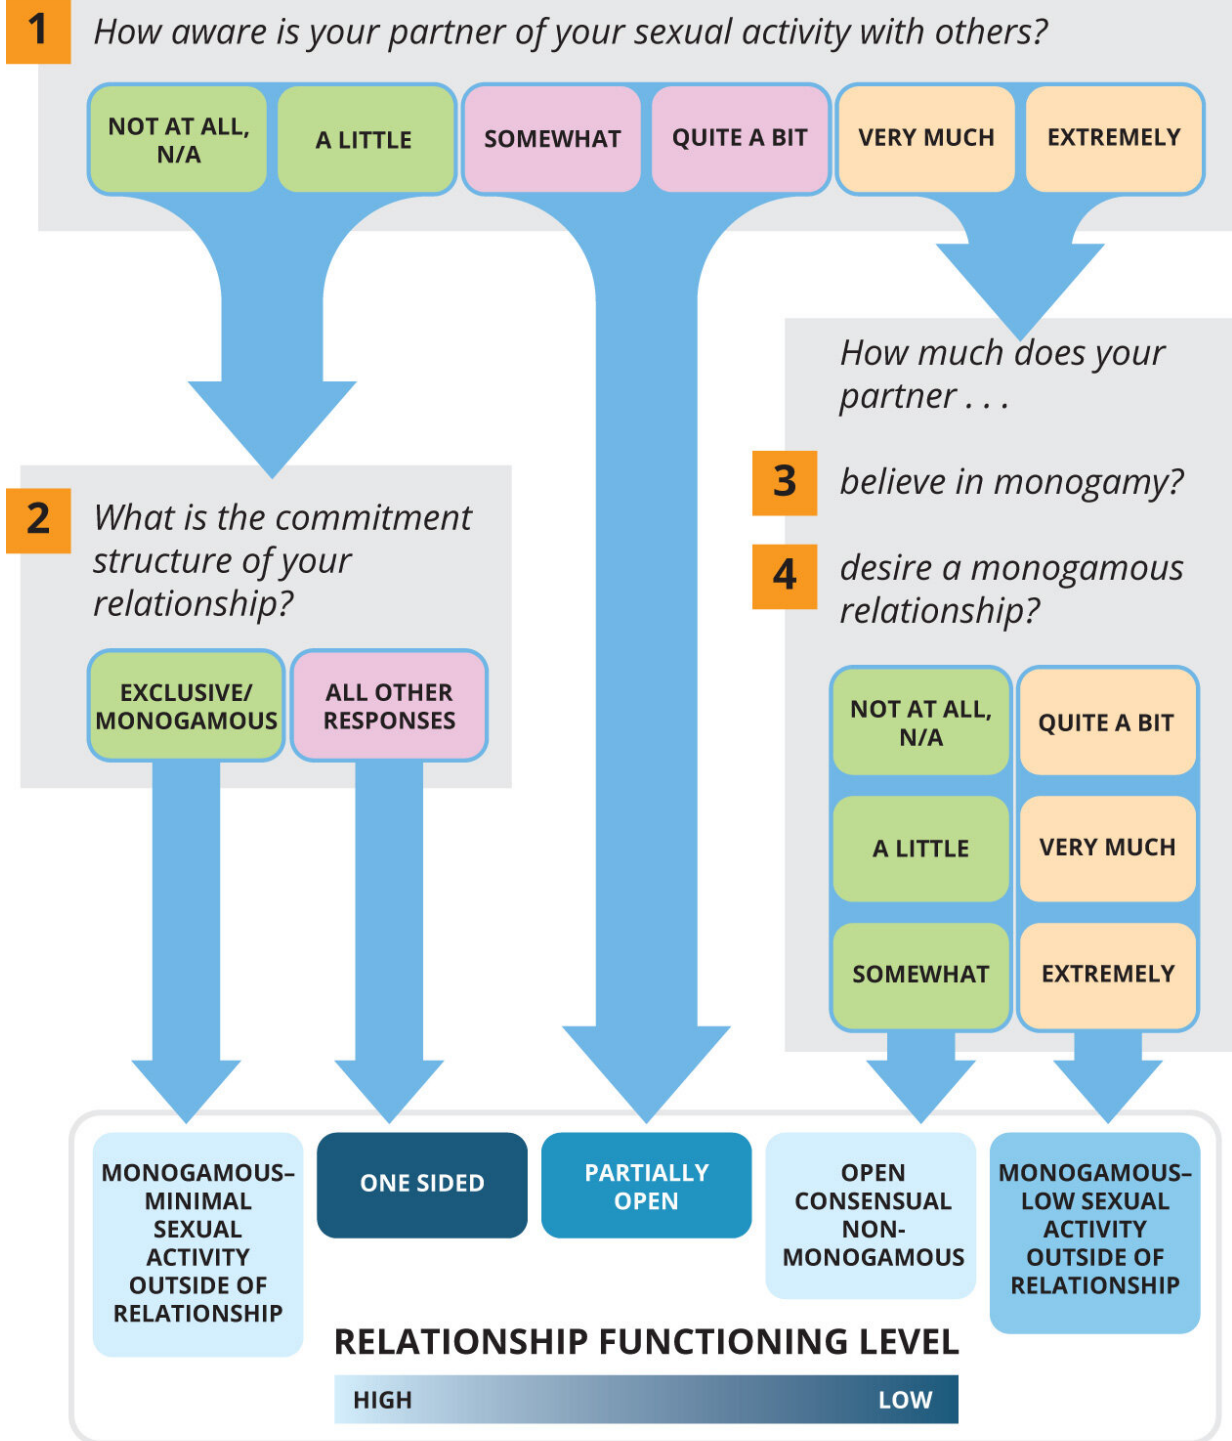 1
How aware is your partner of your sexual activity with others?
NOT AT ALL,
N/A
A LITTLE
SOMEWHAT
QUITE A BIT
VERY MUCH
EXTREMELY
2
What is the commitment
structure of your
relationship?
EXCLUSIVE/
MONOGAMOUS
ALL OTHER
RESPONSES
How much does your
partner . . .
3
believe in monogamy?
4
desire a monogamous
relationship?
NOT AT ALL,
N/A
QUITE A BIT
A LITTLE
VERY MUCH
SOMEWHAT
EXTREMELY
MONOGAMOUS–
MINIMAL
SEXUAL
ACTIVITY
OUTSIDE OF
RELATIONSHIP
ONE SIDED
PARTIALLY
OPEN
OPEN
CONSENSUAL
NON-
MONOGAMOUS
MONOGAMOUS–
LOW SEXUAL
ACTIVITY
OUTSIDE OF
RELATIONSHIP
RELATIONSHIP FUNCTIONING LEVEL
HIGH
LOW